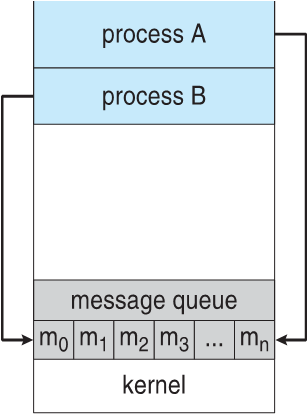 process A
process B
message queue
m0 m1 m2 m3 ... mn
kernel